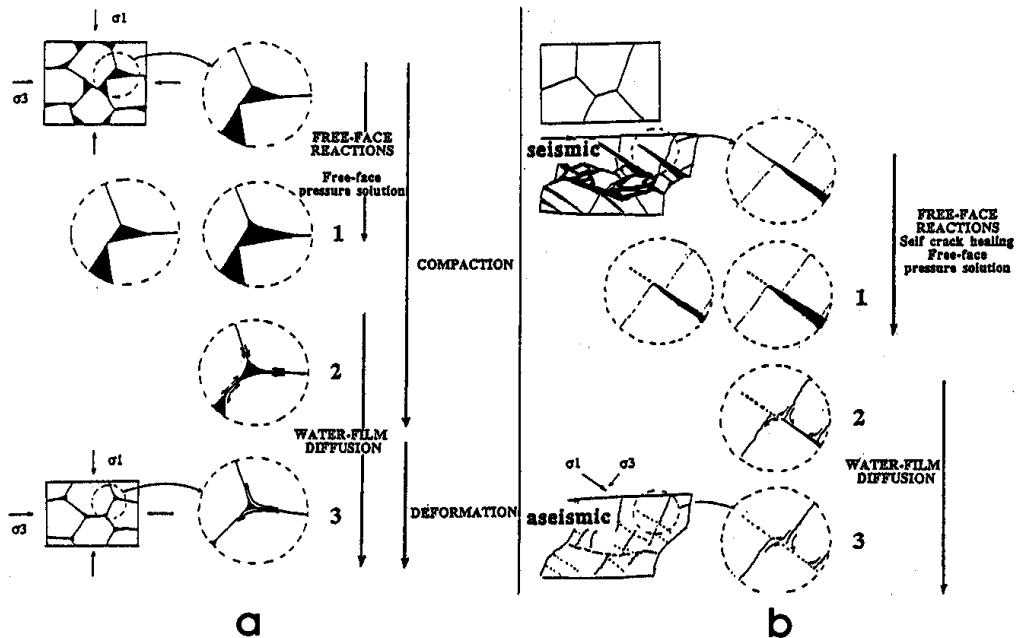 σ1
σ3
FREE-FACE
REACTIONS
Free-face
pressure solution
1
COMPACTION
2
WATER-FILM
DIFFUSION
σ1
σ3
3
DEFORMATION
a
seismic
FREE-FACE
REACTIONS
Self crack healing
Free-face
pressure solution
1
2
WATER-FILM
DIFFUSION
σ1 σ3
aseismic
3
b